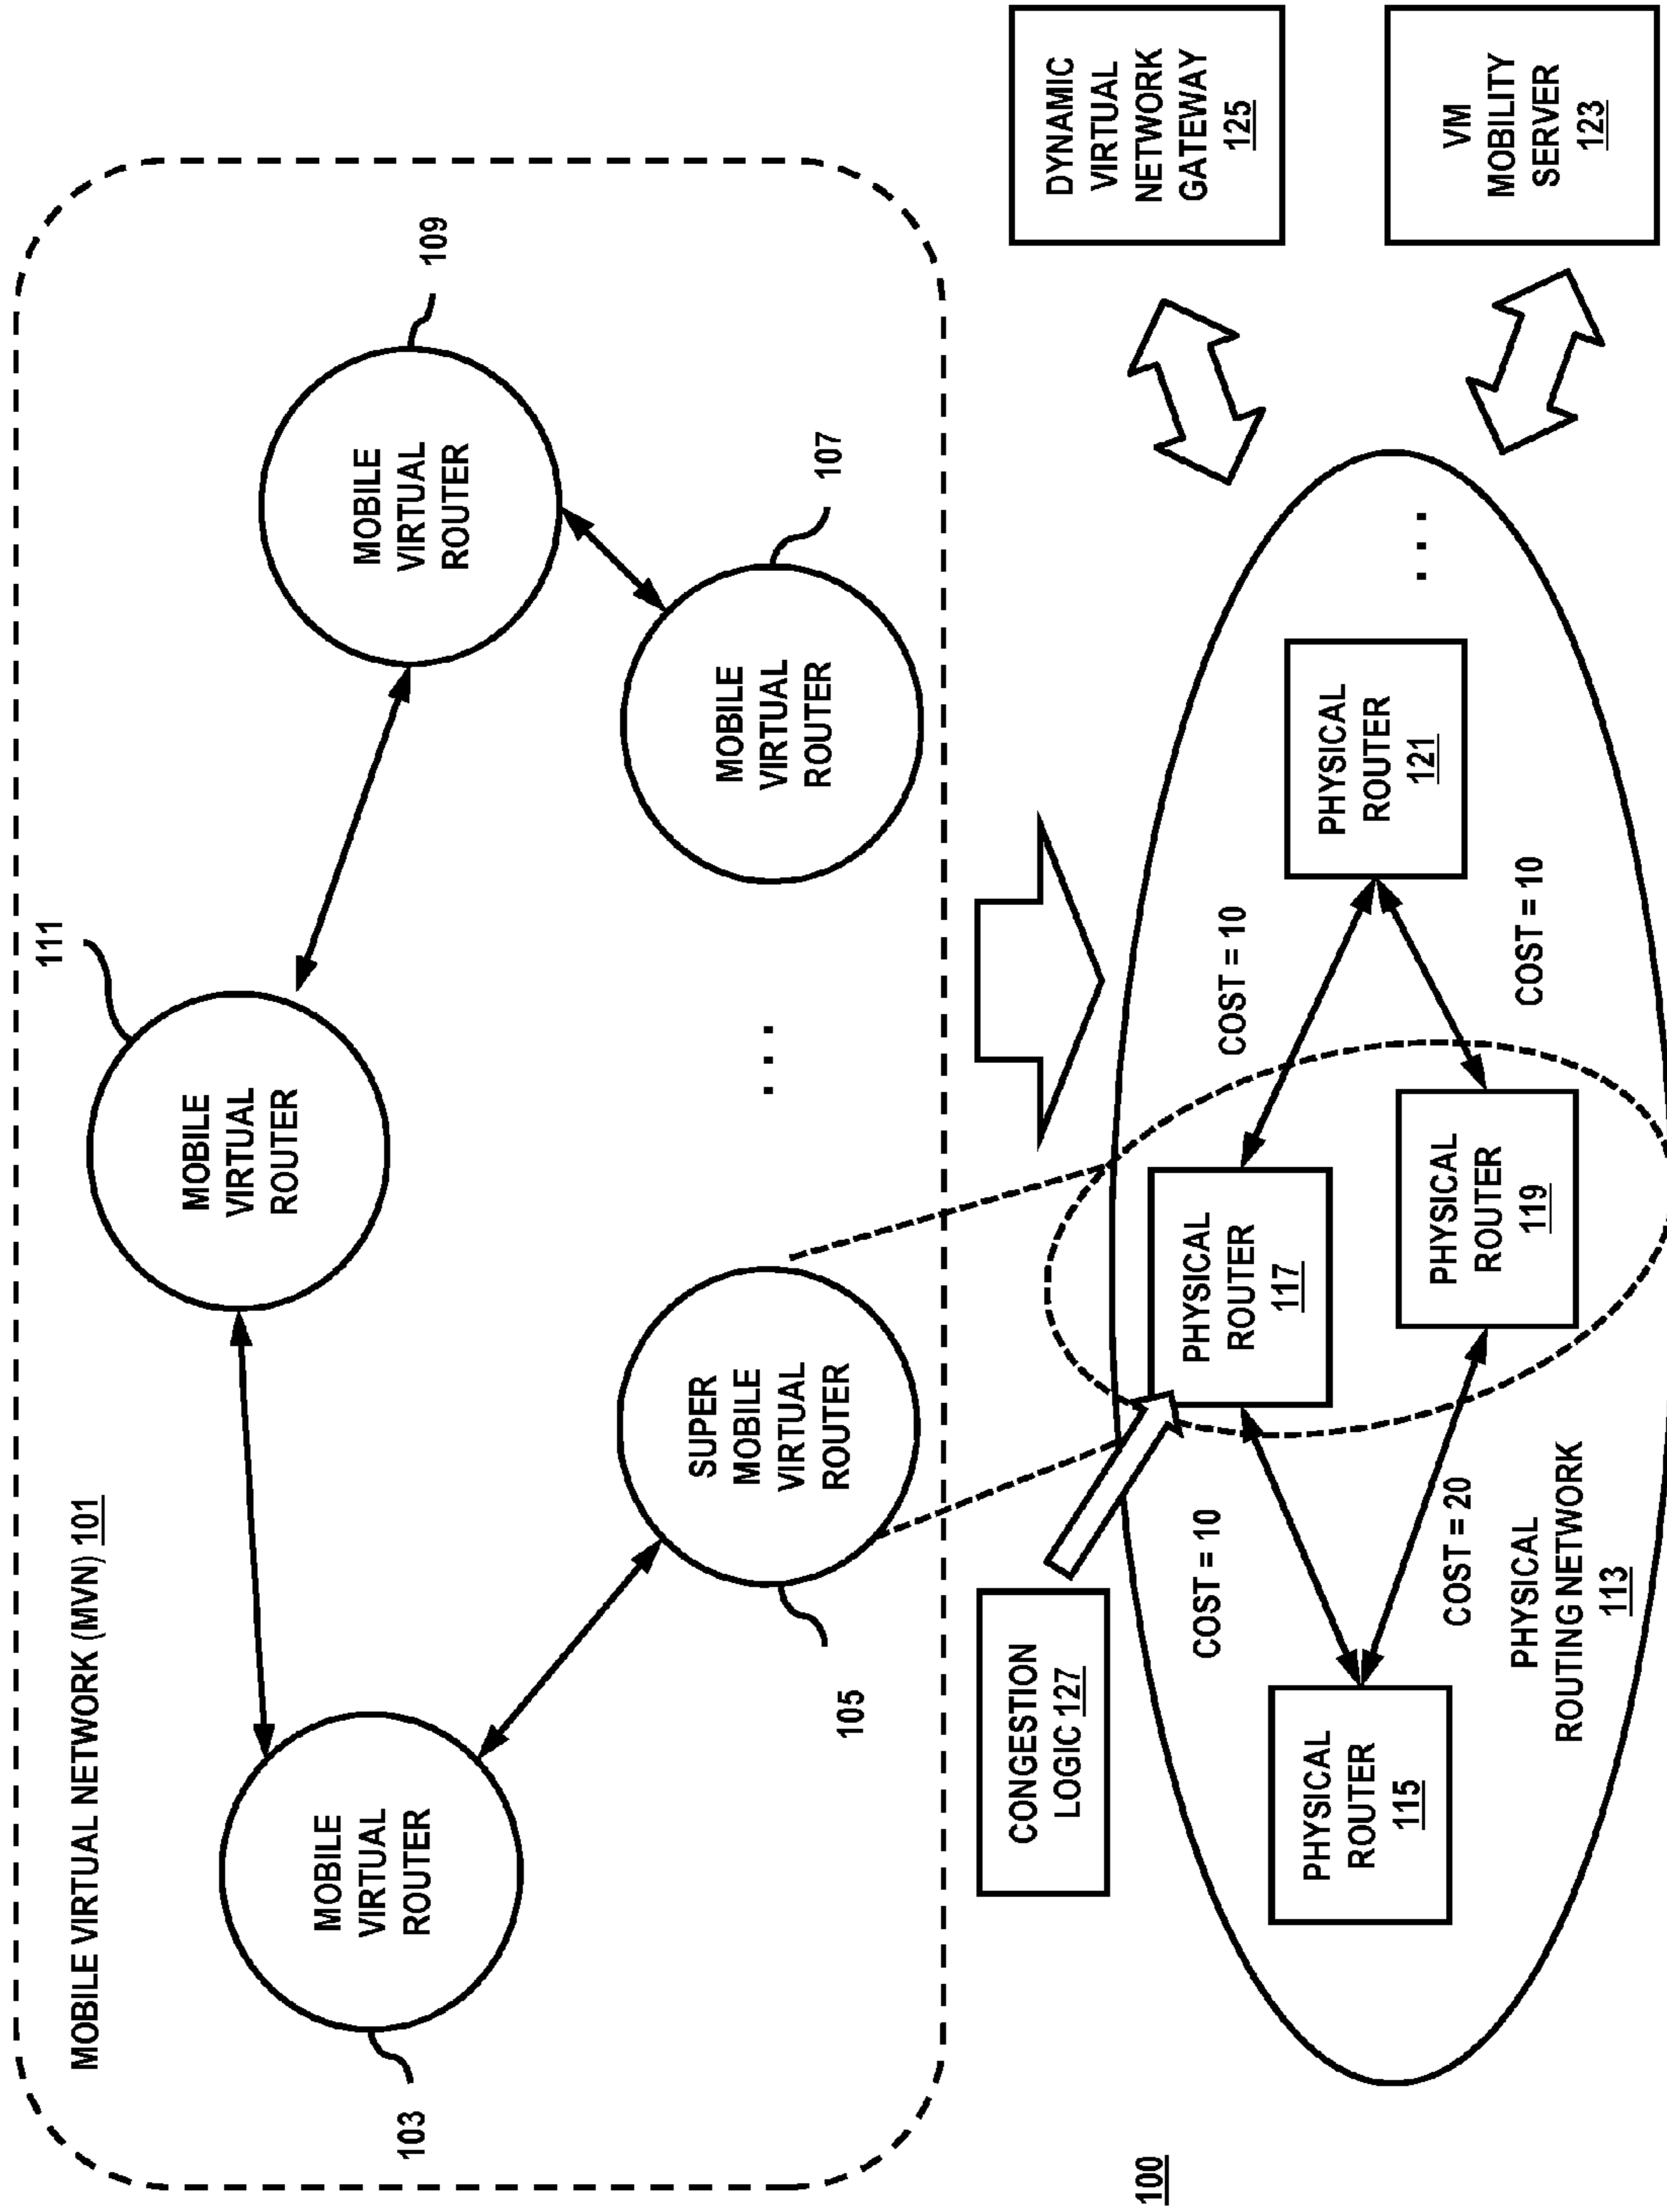 MOBILE VIRTUAL NETWORK (MVN) 101
111
MOBILE
VIRTUAL
ROUTER
109
MOBILE
VIRTUAL
ROUTER
MOBILE
VIRTUAL
ROUTER
103
SUPER
MOBILE
VIRTUAL
ROUTER
105
MOBILE
VIRTUAL
ROUTER
107
. . .
CONGESTION
LOGIC 127
DYNAMIC
VIRTUAL
NETWORK
GATEWAY
125
VM
MOBILITY
SERVER
123
PHYSICAL
ROUTER
115
COST = 10
COST = 20
PHYSICAL
ROUTER
117
PHYSICAL
ROUTER
119
COST = 10
COST = 10
PHYSICAL
ROUTER
121
. . .
PHYSICAL
ROUTING NETWORK
113
100